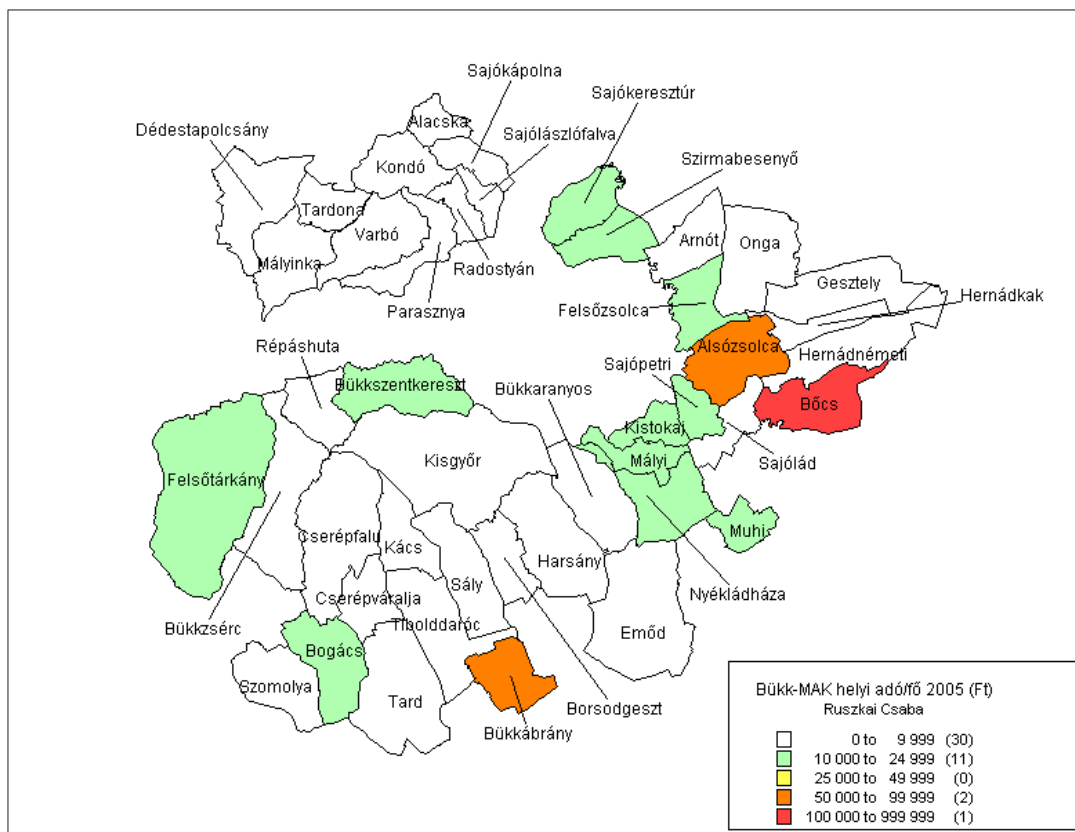 Sajókápolna
Sajókeresztúr
Alacska
Dédestapolcsány
Sajólászlófalva
Szirmabesenyő
Kondó
Tardona
Varbó
Arnót
Onga
Mályinka
Radostyán
Gesztely
Hernádkak
Parasznya
Felsőzsolca
Alsózsolca
Répáshuta
Hernádnémeti
Sajópetri
Bükkszentkereszt
Bükkaranyos
Bőcs
Kistokaj
Kisgyőr
Mályi
Sajólád
Felsőtárkány
Muhi
Cserépfalu
Kács
Harsány
Sály
Nyékládháza
Cserépváralja
Tibolddaróc
Bükkzsérc
Emőd
Bogács
Szomolya
Tard
Borsodgeszt
Bükkábrány
Bükk-MAK helyi adó/fő 2005 (Ft)
Ruszkai Csaba
0 to 9 999 (30)
10 000 to 24 999 (11)
25 000 to 49 999 (0)
50 000 to 99 999 (2)
100 000 to 999 999 (1)